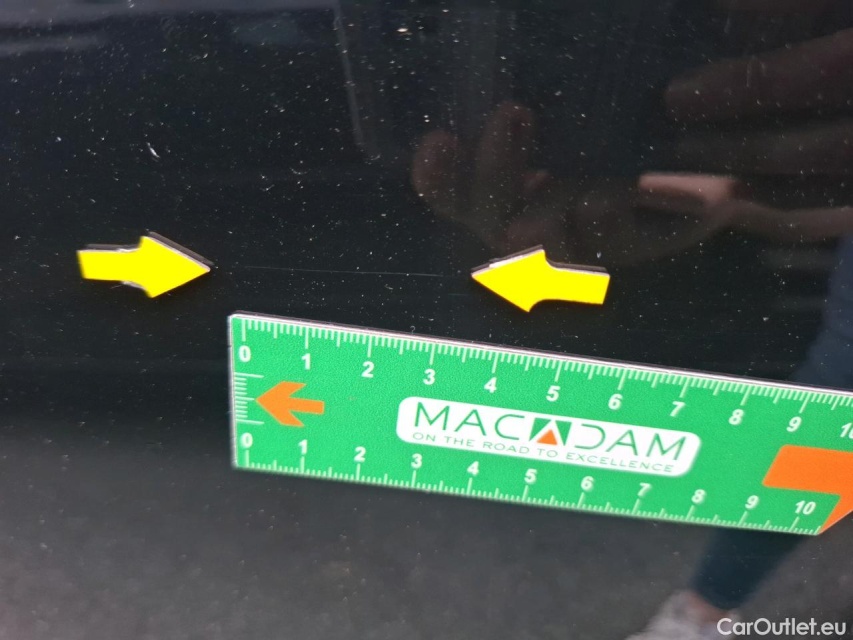 0 1 2 3 4 5 6 7 8 9 10
MACADAM
ON THE ROAD TO EXCELLENCE
0 1 2 3 4 5 6 7 8 9 10
CarOutlet.eu